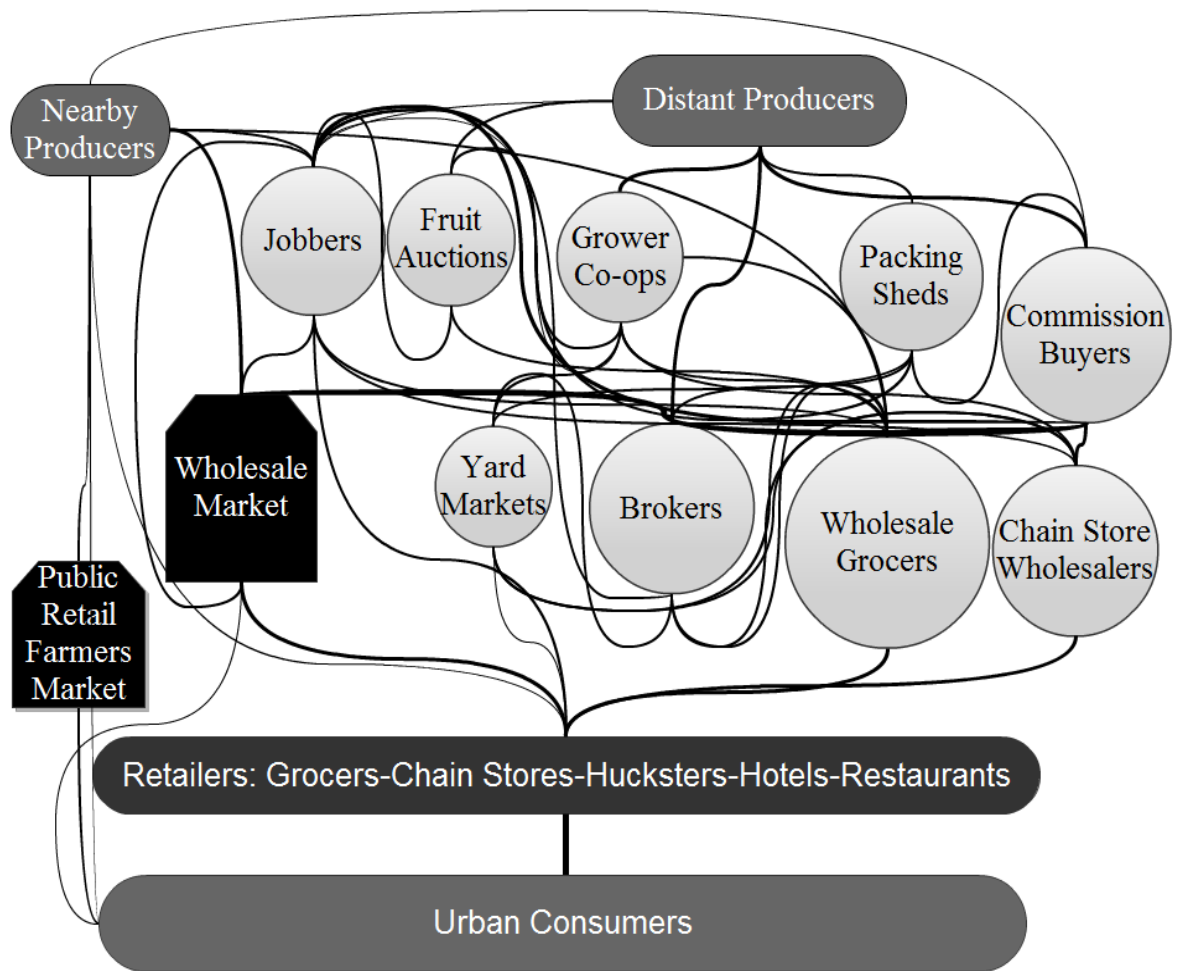 Nearby
Producers
Distant Producers
Jobbers
Fruit
Auctions
Grower
Co-ops
Packing
Sheds
Commission
Buyers
Wholesale
Market
Yard
Markets
Brokers
Wholesale
Grocers
Chain Store
Wholesalers
Public
Retail
Farmers
Market
Retailers: Grocers-Chain Stores-Hucksters-Hotels-Restaurants
Urban Consumers